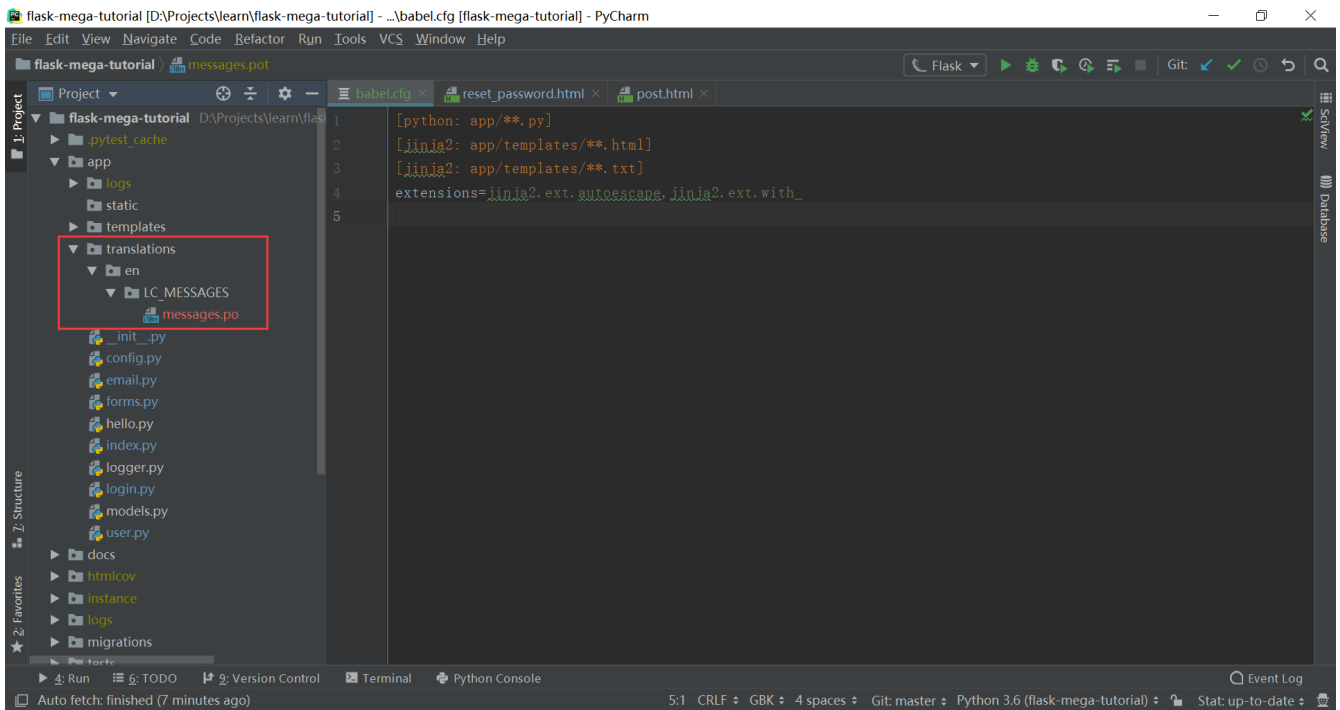 flask-mega-tutorial [D:\Projects\learn\flask-mega-tutorial] - ...\babel.cfg [flask-mega-tutorial] - PyCharm
File Edit View Navigate Code Refactor Run Tools VCS Window Help
flask-mega-tutorial messages.pot
Flask Git:
Project
babel.cfg reset_password.html post.html
1: Project
flask-mega-tutorial D:\Projects\learn\flas
.pytest_cache
app
logs
static
templates
translations
en
LC_MESSAGES
messages.po
__init__.py
config.py
email.py
forms.py
hello.py
index.py
logger.py
login.py
models.py
user.py
docs
htmlcov
instance
logs
migrations
tests
1 [python: app/**.py]
2 [jinja2: app/templates/**.html]
3 [jinja2: app/templates/**.txt]
4 extensions=jinja2.ext.autoescape,jinja2.ext.with_
5
SciView
Database
7: Structure
2: Favorites
4: Run 6: TODO 9: Version Control Terminal Python Console Event Log
Auto fetch: finished (7 minutes ago) 5:1 CRLF GBK 4 spaces Git: master Python 3.6 (flask-mega-tutorial) Stat: up-to-date